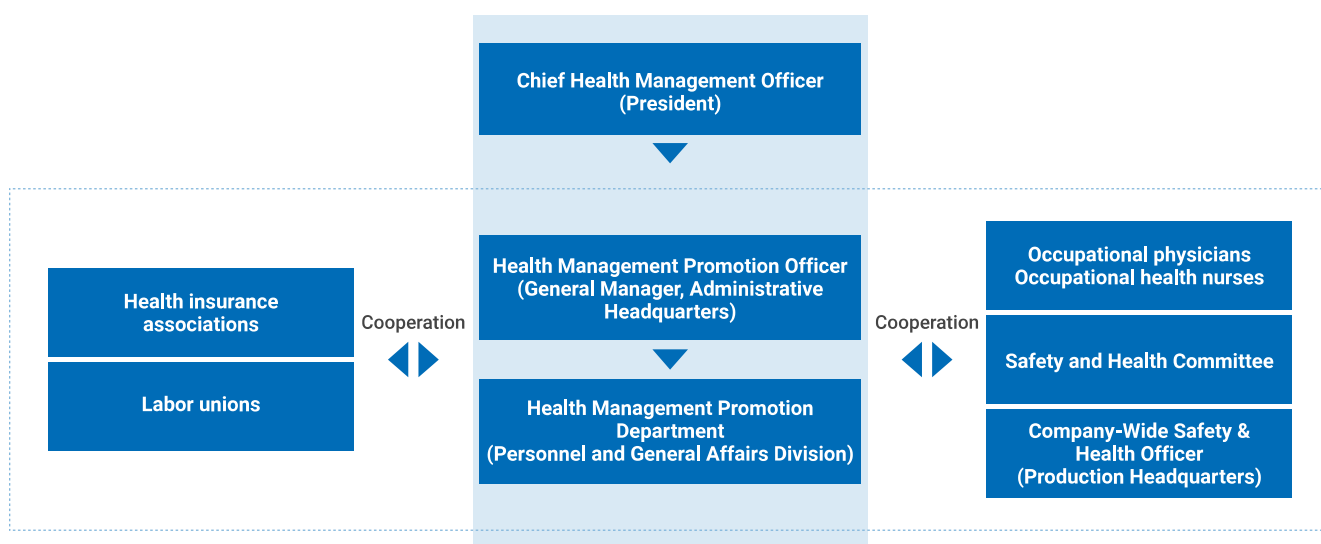 Chief Health Management Officer
(President)
Health insurance
associations
Labor unions
Cooperation
Health Management Promotion Officer
(General Manager, Administrative
Headquarters)
Health Management Promotion
Department
(Personnel and General Affairs Division)
Cooperation
Occupational physicians
Occupational health nurses
Safety and Health Committee
Company-Wide Safety &
Health Officer
(Production Headquarters)